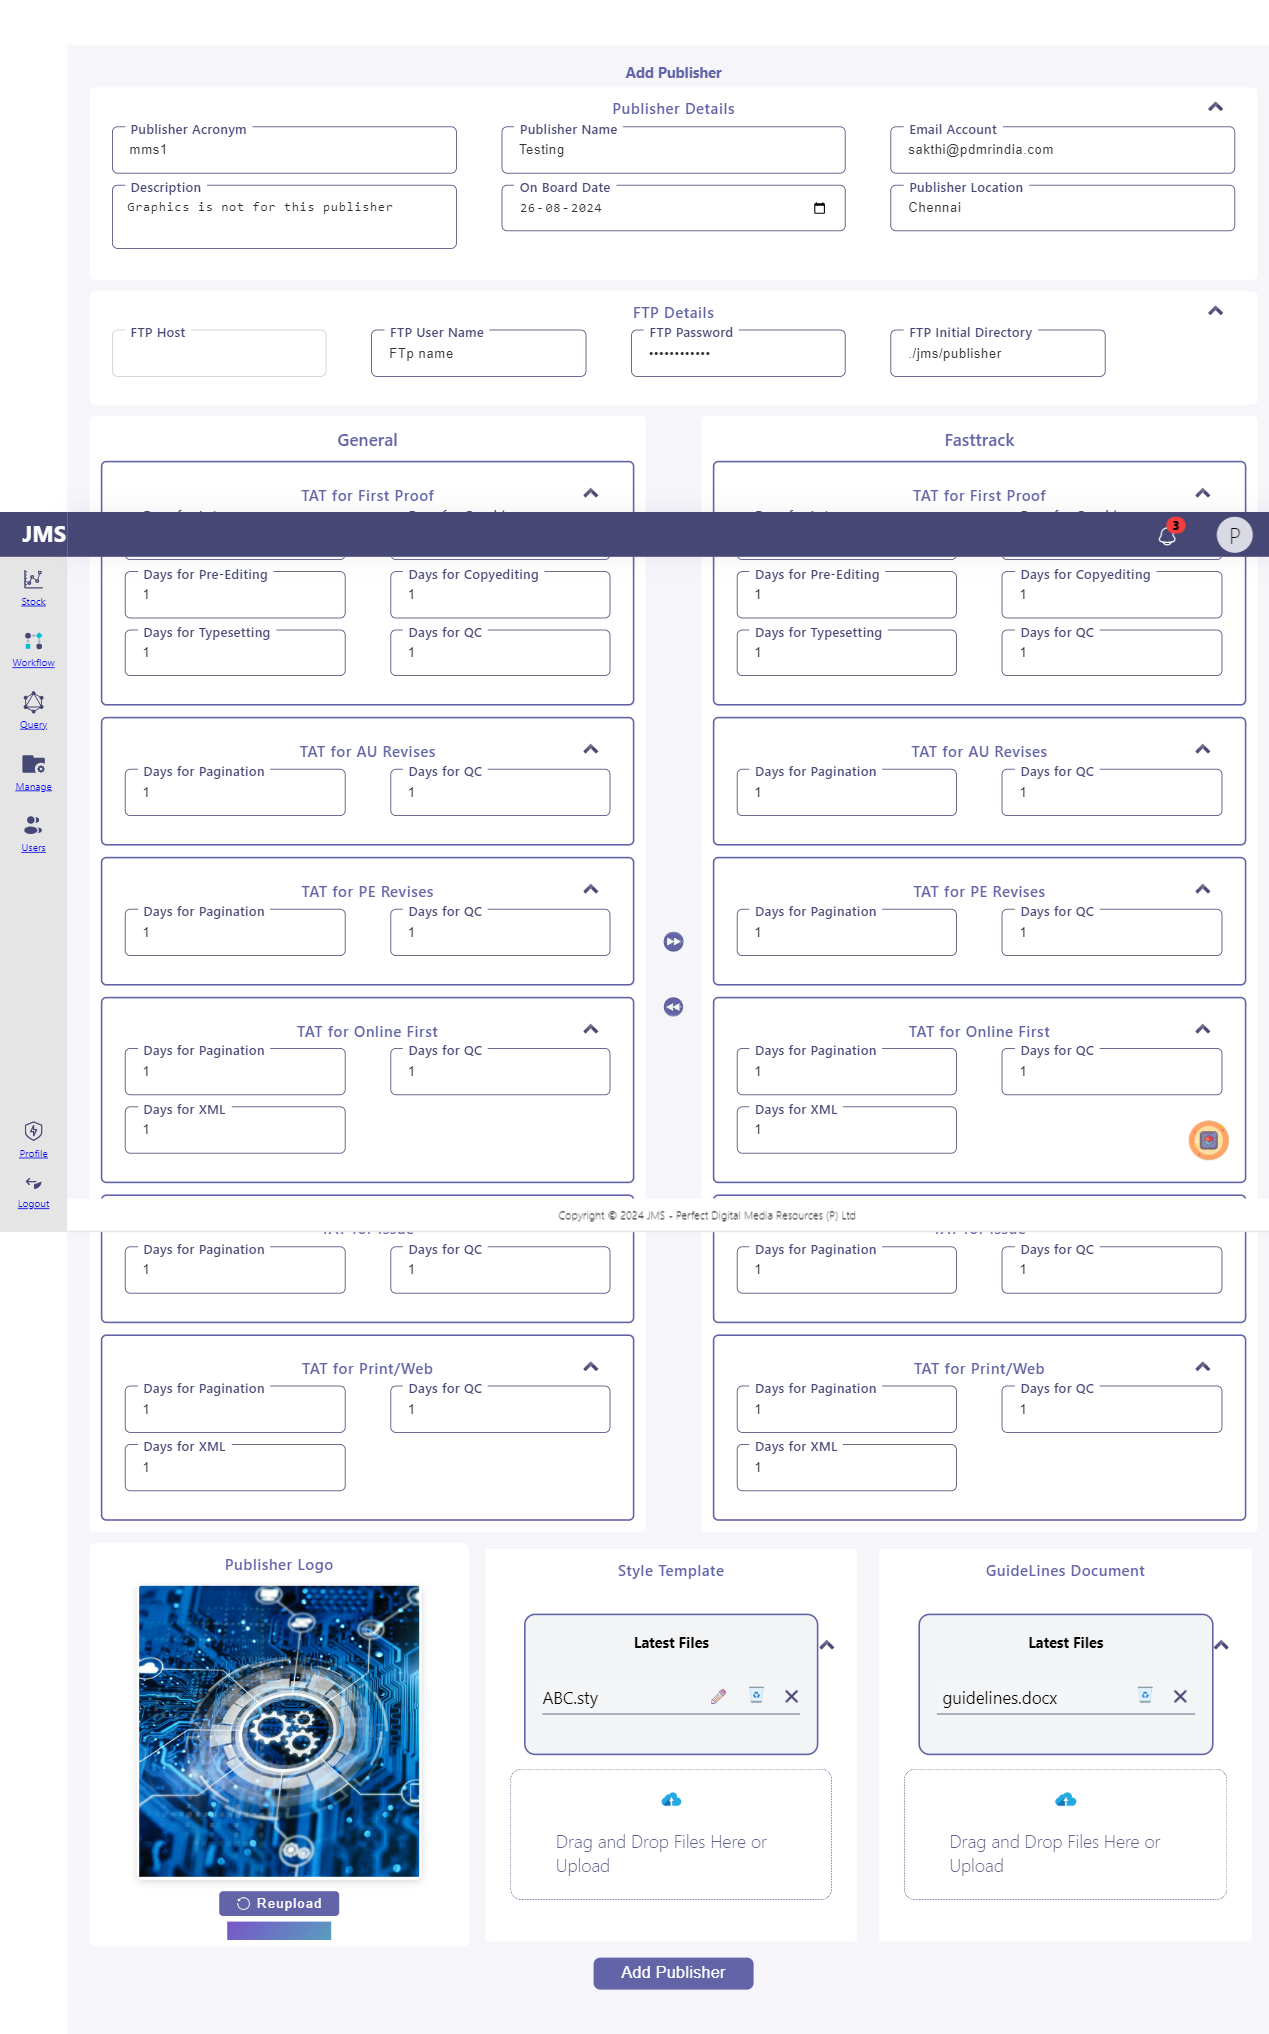 Add Publisher
Publisher Details
Publisher Acronym
mms1
Publisher Name
Testing
Email Account
sakthi@pdmrindia.com
Description
Graphics is not for this publisher
On Board Date
26-08-2024
Publisher Location
Chennai
FTP Details
FTP Host
FTP User Name
FTp name
FTP Password
••••••••••••
FTP Initial Directory
./jms/publisher
General
Fasttrack
TAT for First Proof
TAT for First Proof
JMS
3
P
Days for Pre-Editing
1
Days for Copyediting
1
Days for Pre-Editing
1
Days for Copyediting
1
Stock
Days for Typesetting
1
Days for QC
1
Days for Typesetting
1
Days for QC
1
Workflow
Query
TAT for AU Revises
TAT for AU Revises
Days for Pagination
1
Days for QC
1
Days for Pagination
1
Days for QC
1
Manage
Users
TAT for PE Revises
TAT for PE Revises
Days for Pagination
1
Days for QC
1
Days for Pagination
1
Days for QC
1
TAT for Online First
TAT for Online First
Days for Pagination
1
Days for QC
1
Days for Pagination
1
Days for QC
1
Days for XML
1
Days for XML
1
Profile
Logout
Copyright © 2024 JMS - Perfect Digital Media Resources (P) Ltd
Days for Pagination
1
Days for QC
1
Days for Pagination
1
Days for QC
1
TAT for Print/Web
TAT for Print/Web
Days for Pagination
1
Days for QC
1
Days for Pagination
1
Days for QC
1
Days for XML
1
Days for XML
1
Publisher Logo
Style Template
GuideLines Document
Latest Files
Latest Files
ABC.sty
guidelines.docx
Drag and Drop Files Here or
Upload
Drag and Drop Files Here or
Upload
Reupload
Add Publisher